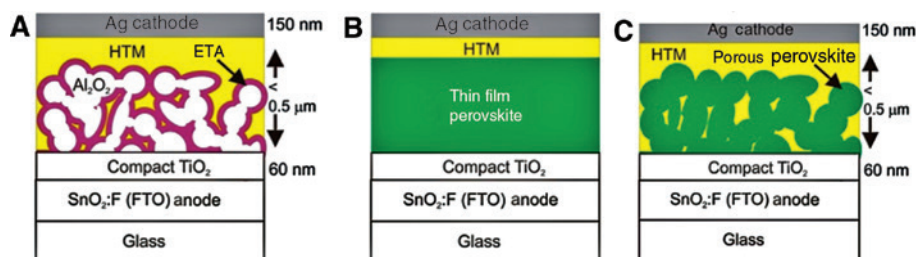 A
Ag cathode
150 nm
HTM
ETA
Al₂O₂
<
0.5 μm
Compact TiO₂
60 nm
SnO₂:F (FTO) anode
Glass
B
Ag cathode
HTM
Thin film
perovskite
Compact TiO₂
SnO₂:F (FTO) anode
Glass
C
Ag cathode
150 nm
HTM
Porous perovskite
<
0.5 μm
Compact TiO₂
60 nm
SnO₂:F (FTO) anode
Glass